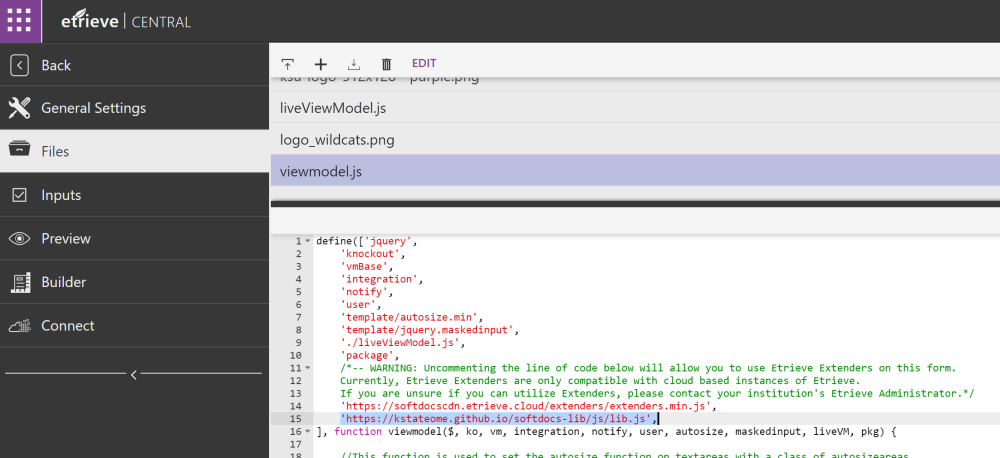 etrieve | CENTRAL
Back
General Settings
Files
Inputs
Preview
Builder
Connect
EDIT
ksu-logo-512x128 - purple.png
liveViewModel.js
logo_wildcats.png
viewmodel.js
1 define(['jquery',
2 'knockout',
3 'vmBase',
4 'integration',
5 'notify',
6 'user',
7 'template/autosize.min',
8 'template/jquery.maskedinput',
9 './liveViewModel.js',
10 'package',
11 /*-- WARNING: Uncommenting the line of code below will allow you to use Etrieve Extenders on this form.
12 Currently, Etrieve Extenders are only compatible with cloud based instances of Etrieve.
13 If you are unsure if you can utilize Extenders, please contact your institution's Etrieve Administrator.*/
14 'https://softdocscdn.etrieve.cloud/extenders/extenders.min.js',
15 'https://kstateome.github.io/softdocs-lib/js/lib.js',
16 ], function viewmodel($, ko, vm, integration, notify, user, autosize, maskedinput, liveVM, pkg) {
17
18 //This function is used to set the autosize function on textareas with a class of autosizeareas